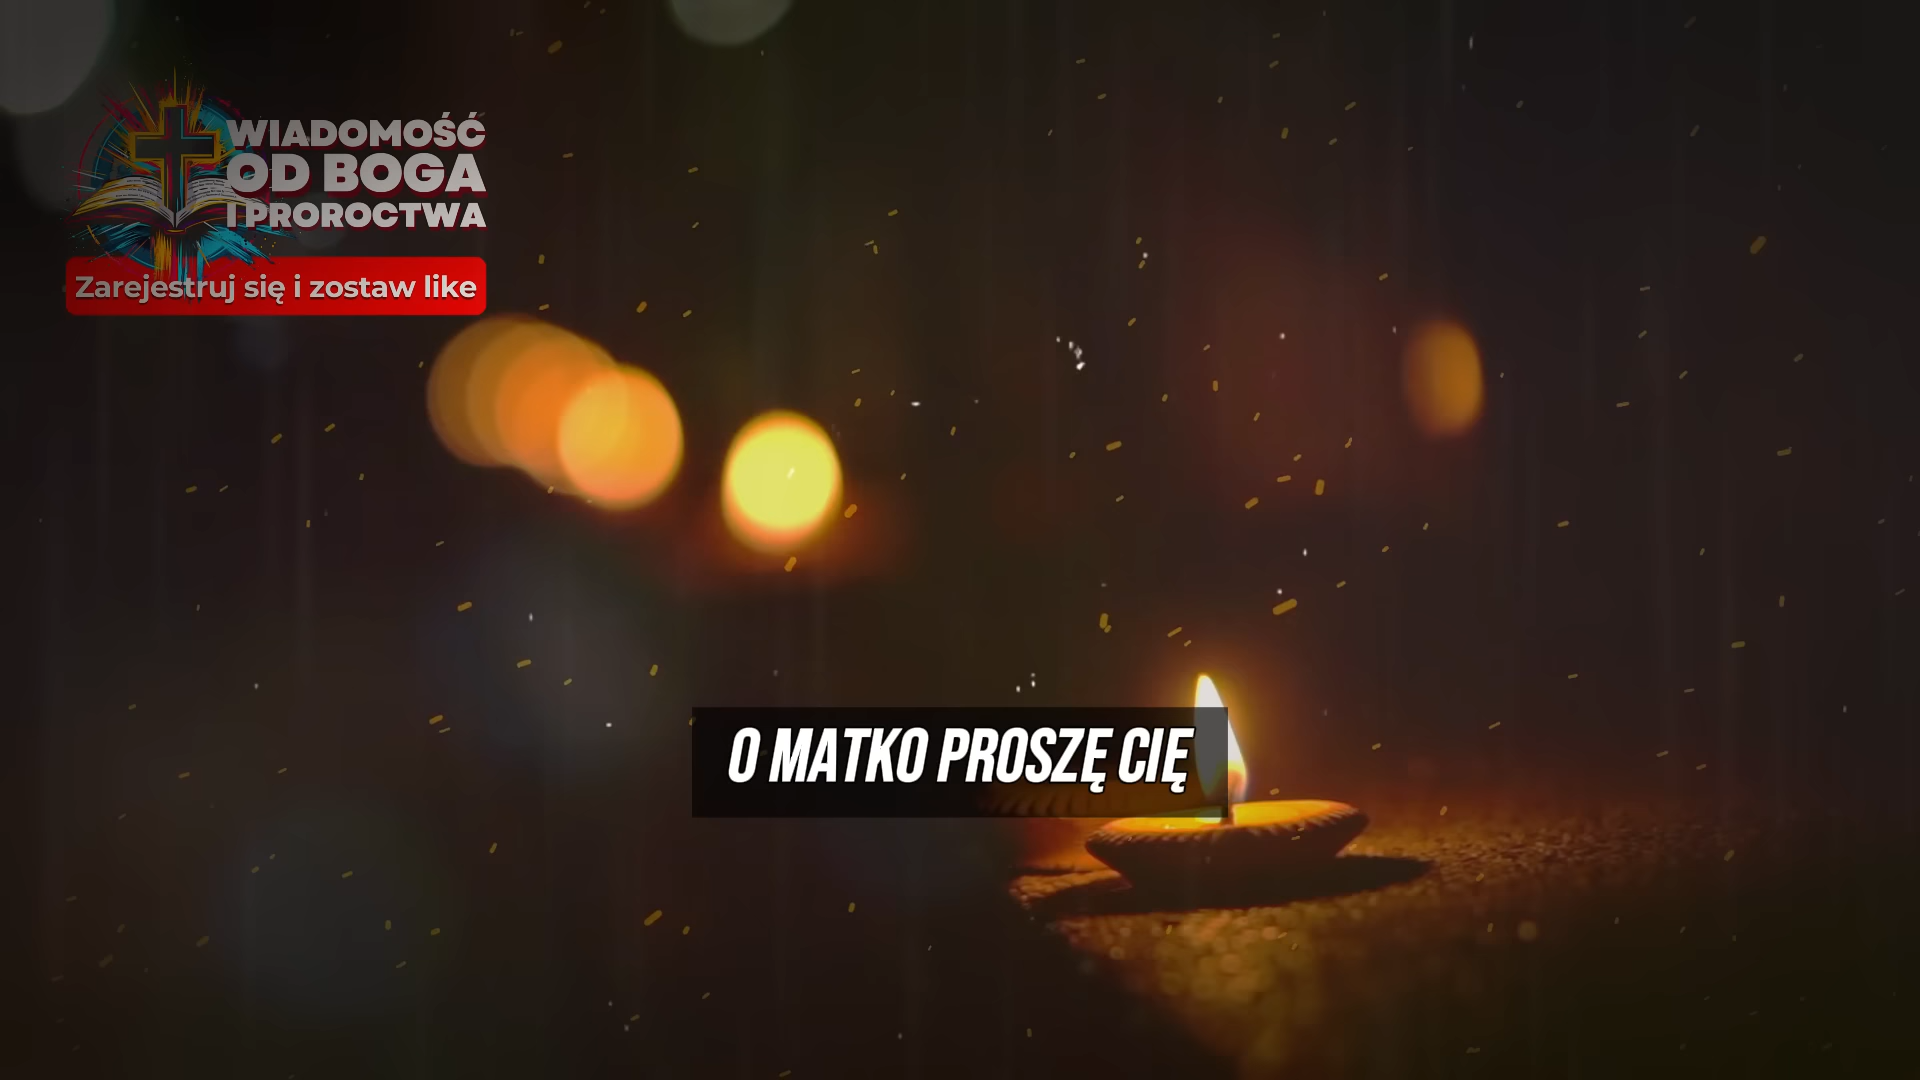 WIADOMOŚĆ
OD BOGA
I PROROCTWA
Zarejestruj się i zostaw like
O MATKO PROSZĘ CIĘ